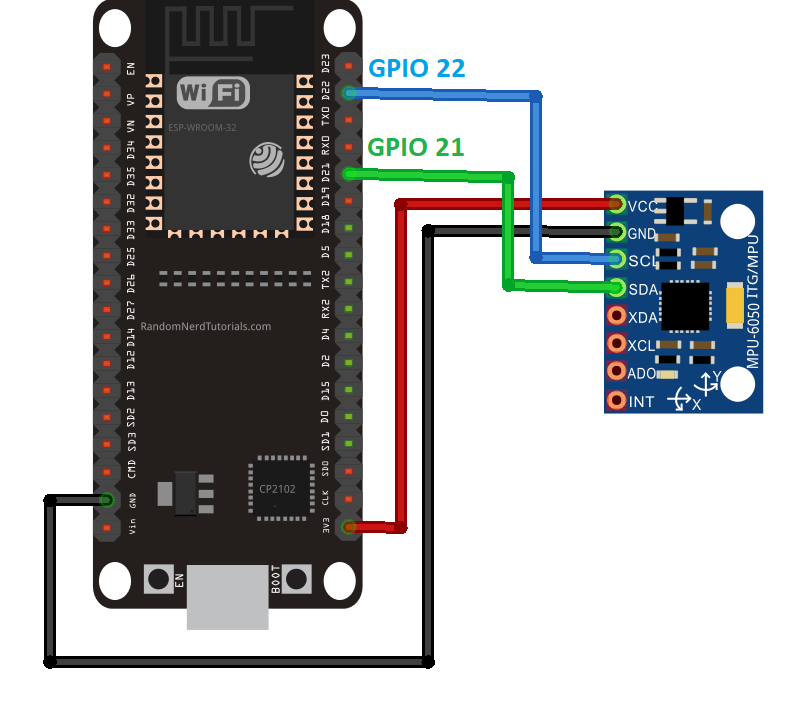 GPIO 22
GPIO 21
WiFi
ESP-WROOM-32
EN
VP
VN
D34
D35
D32
D33
D25
D26
D27
D14
D12
D13
SD2
SD3
CMD
GND
Vin
D23
D22
TX0
RX0
D21
D19
D18
D5
TX2
RX2
D4
D2
D15
D0
SD1
SD0
CLK
3V3
RandomNerdTutorials.com
CP2102
EN
BOOT
VCC
GND
SCL
SDA
XDA
XCL
ADO
INT
MPU-6050 ITG/MPU
Y
X